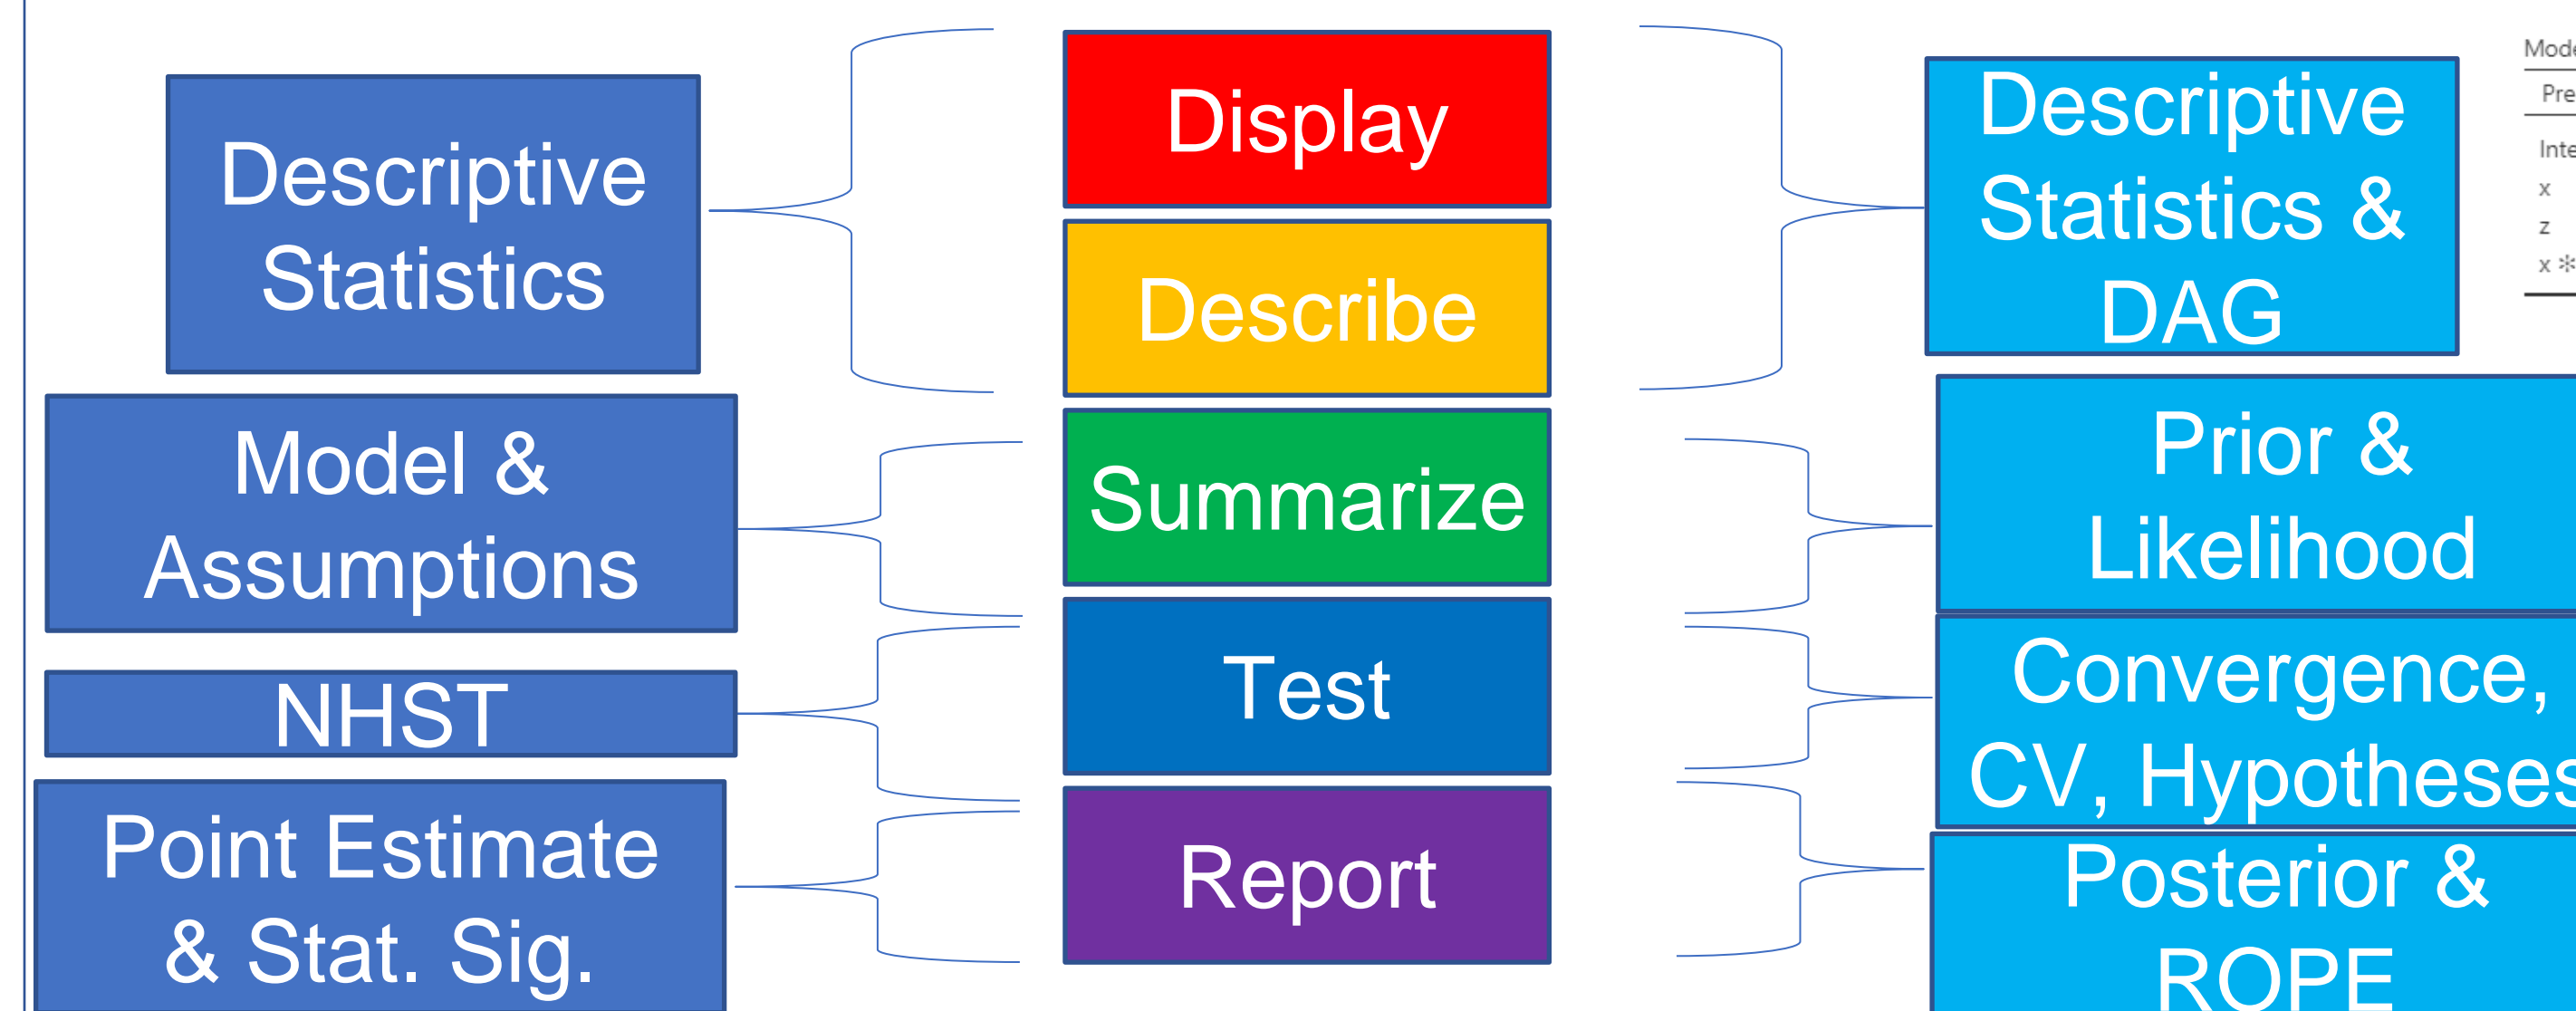 Descriptive
Statistics
Model &
Assumptions
NHST
Point Estimate
& Stat. Sig.
Display
Describe
Summarize
Test
Report
Descriptive
Statistics &
DAG
Prior &
Likelihood
Convergence,
CV, Hypotheses
Posterior &
ROPE
x
z
x *